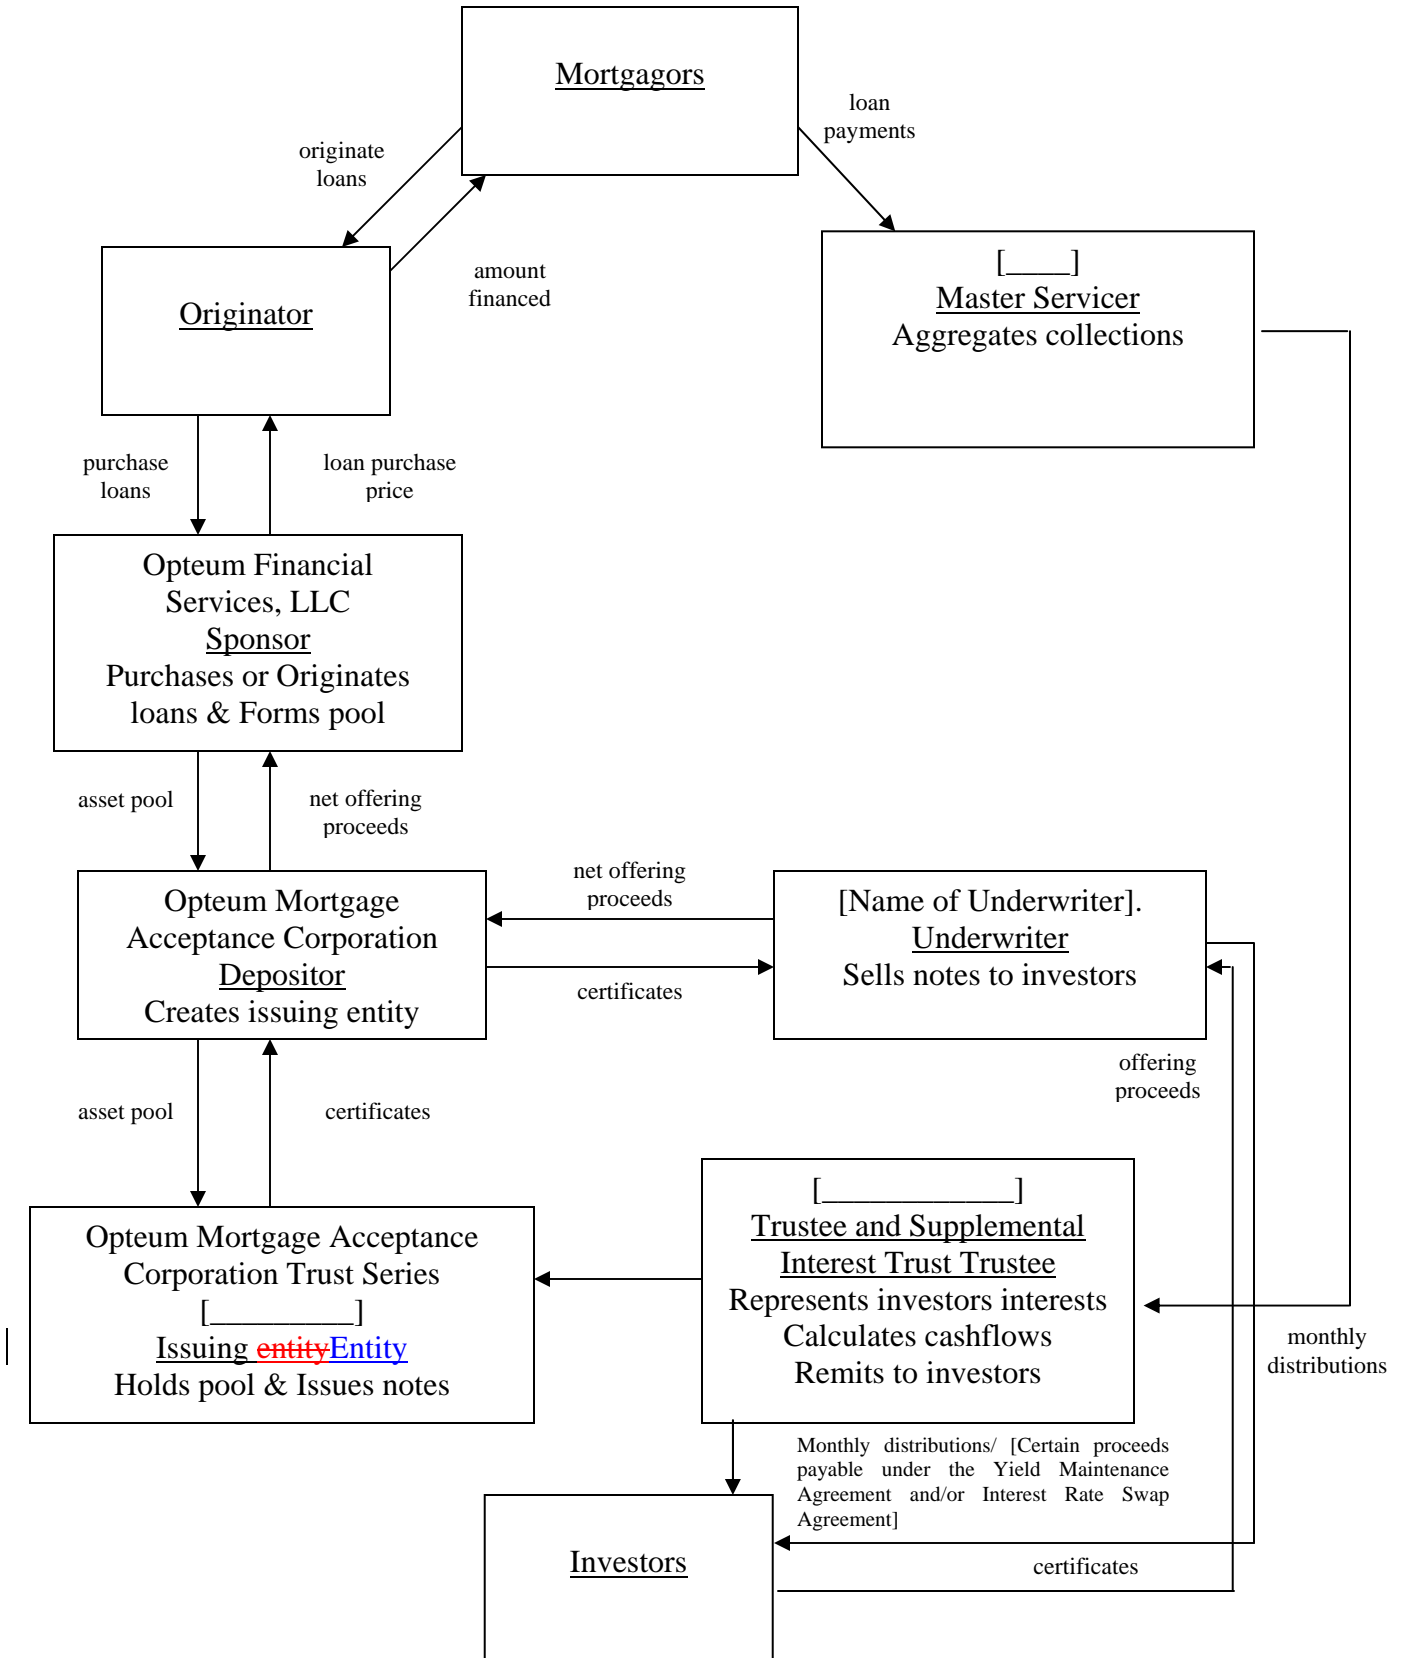 Mortgagors
loan
payments
originate
loans
amount
financed
Originator
[____]
Master Servicer
Aggregates collections
purchase
loans
loan purchase
price
Opteum Financial
Services, LLC
Sponsor
Purchases or Originates
loans & Forms pool
asset pool
net offering
proceeds
Opteum Mortgage
Acceptance Corporation
Depositor
Creates issuing entity
net offering
proceeds
certificates
[Name of Underwriter].
Underwriter
Sells notes to investors
offering
proceeds
asset pool
certificates
Opteum Mortgage Acceptance
Corporation Trust Series
[_________]
Issuing entityEntity
Holds pool & Issues notes
[____________]
Trustee and Supplemental
Interest Trust Trustee
Represents investors interests
Calculates cashflows
Remits to investors
monthly
distributions
Monthly distributions/ [Certain proceeds
payable under the Yield Maintenance
Agreement and/or Interest Rate Swap
Agreement]
Investors
certificates